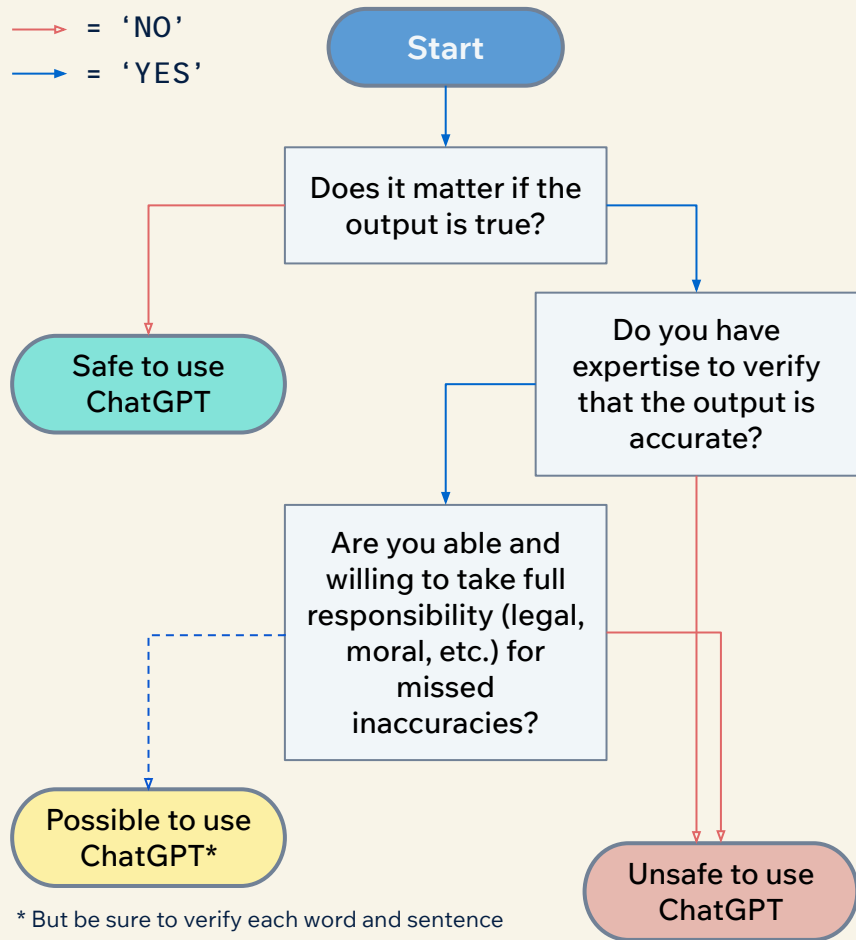 = ‘NO’
= ‘YES’
Start
Does it matter if the
output is true?
Safe to use
ChatGPT
Do you have
expertise to verify
that the output is
accurate?
Are you able and
willing to take full
responsibility (legal,
moral, etc.) for
missed
inaccuracies?
Possible to use
ChatGPT*
Unsafe to use
ChatGPT
* But be sure to verify each word and sentence